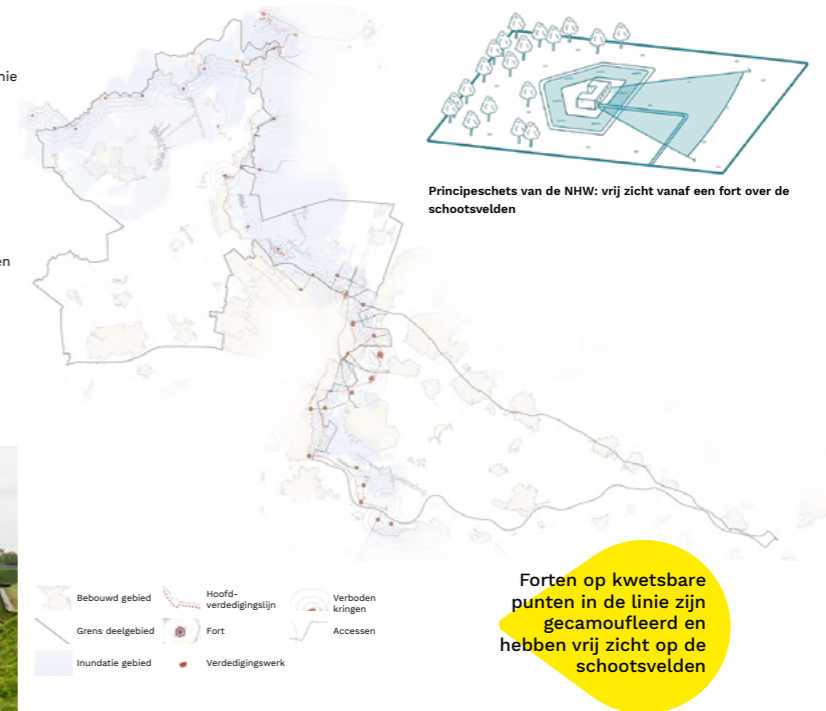 nie
en
Principeschets van de NHW: vrij zicht vanaf een fort over de
schootsvelden
Bebouwd gebied
Hoofd-
verdedigingslijn
Verboden
kringen
Grens deelgebied
Fort
Accessen
Inundatie gebied
Verdedigingswerk
Forten op kwetsbare
punten in de linie zijn
gecamoufleerd en
hebben vrij zicht op de
schootsvelden